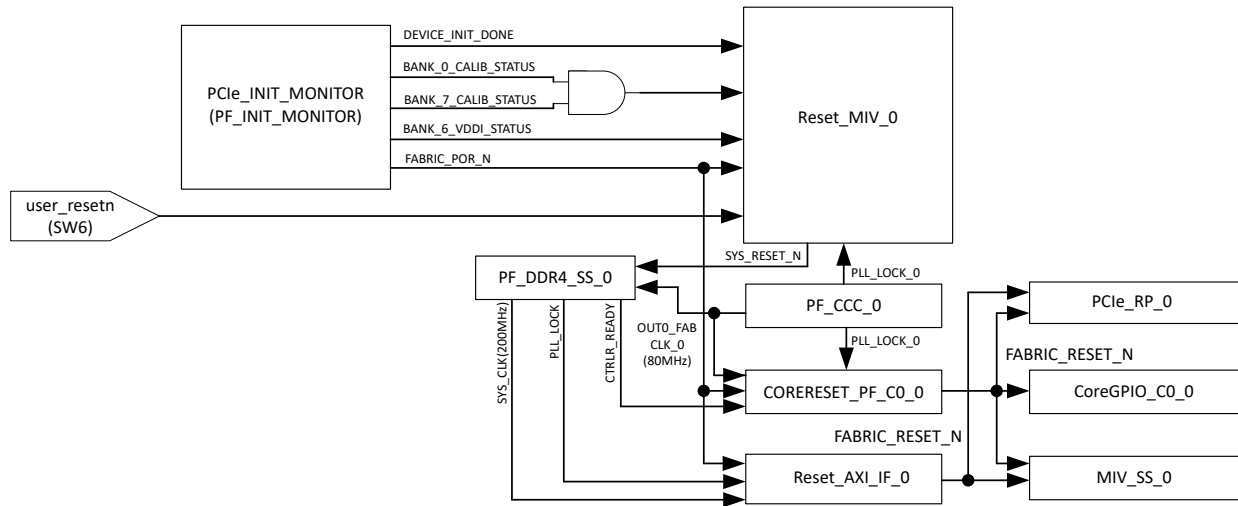 PCIe_INIT_MONITOR
(PF_INIT_MONITOR)
DEVICE_INIT_DONE
BANK_0_CALIB_STATUS
BANK_7_CALIB_STATUS
BANK_6_VDDI_STATUS
FABRIC_POR_N
Reset_MIV_0
user_resetn
(SW6)
SYS_RESET_N
PF_DDR4_SS_0
PLL_LOCK_0
PF_CCC_0
PLL_LOCK_0
SYS_CLK(200MHz)
PLL_LOCK
CTRLR_READY
OUT0_FAB
CLK_0
(80MHz)
PCIe_RP_0
FABRIC_RESET_N
CORERESET_PF_C0_0
CoreGPIO_C0_0
FABRIC_RESET_N
Reset_AXI_IF_0
MIV_SS_0